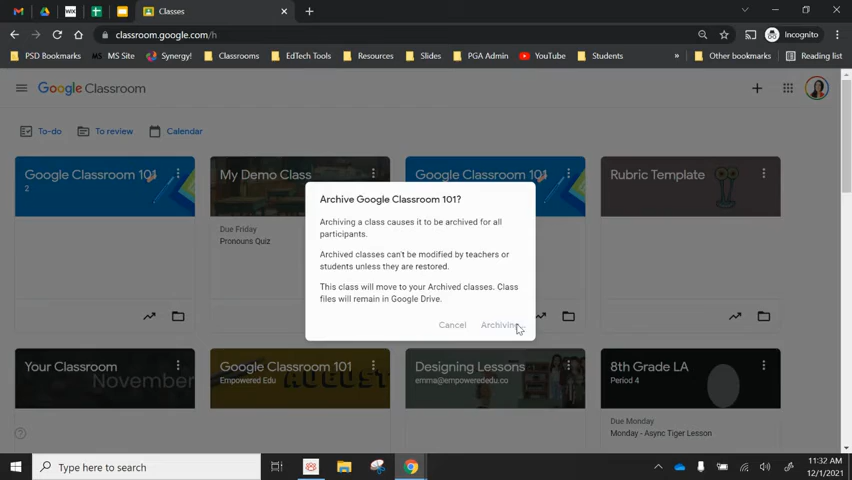 Classes
classroom.google.com/h
Incognito
PSD Bookmarks
MS Site
Synergy!
Classrooms
EdTech Tools
Resources
Slides
PGA Admin
YouTube
Students
»
Other bookmarks
Reading list
Google Classroom
To-do
To review
Calendar
Google Classroom 101
2
My Demo Class
Due Friday
Pronouns Quiz
Google Classroom 101
Rubric Template
Archive Google Classroom 101?
Archiving a class causes it to be archived for all
participants.
Archived classes can't be modified by teachers or
students unless they are restored.
This class will move to your Archived classes. Class
files will remain in Google Drive.
Cancel
Archiving...
Your Classroom
November
Google Classroom 101
Empowered Edu
AUGUST
Designing Lessons
emma@empowerededu.co
8th Grade LA
Period 4
Due Monday
Monday - Async Tiger Lesson
Type here to search
11:32 AM
12/1/2021